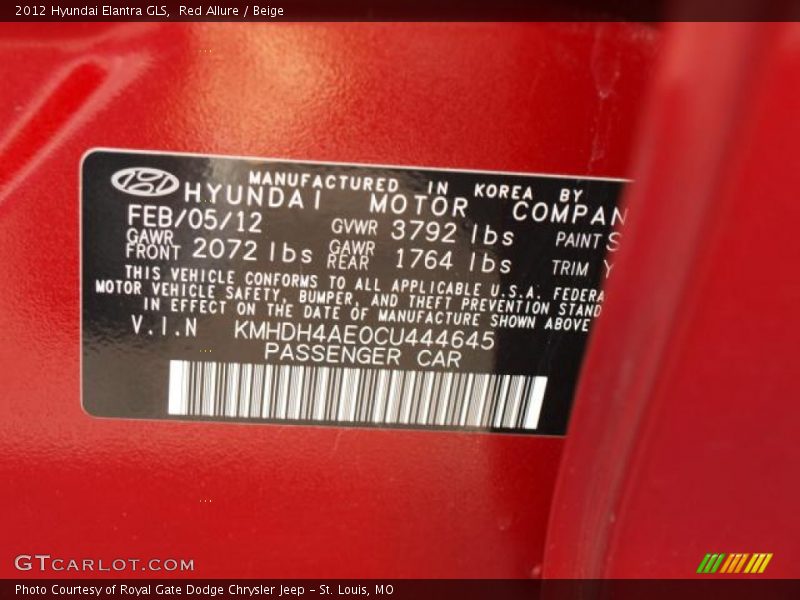 2012 Hyundai Elantra GLS, Red Allure / Beige
MANUFACTURED IN KOREA BY
HYUNDAI MOTOR COMPAN
FEB/05/12 GVWR 3792 lbs PAINT S
GAWR FRONT 2072 lbs GAWR REAR 1764 lbs TRIM Y
THIS VEHICLE CONFORMS TO ALL APPLICABLE U.S.A. FEDERA
MOTOR VEHICLE SAFETY, BUMPER, AND THEFT PREVENTION STAND
IN EFFECT ON THE DATE OF MANUFACTURE SHOWN ABOVE
V.I.N KMHDH4AE0CU444645
PASSENGER CAR
GTCARLOT.COM
Photo Courtesy of Royal Gate Dodge Chrysler Jeep - St. Louis, MO